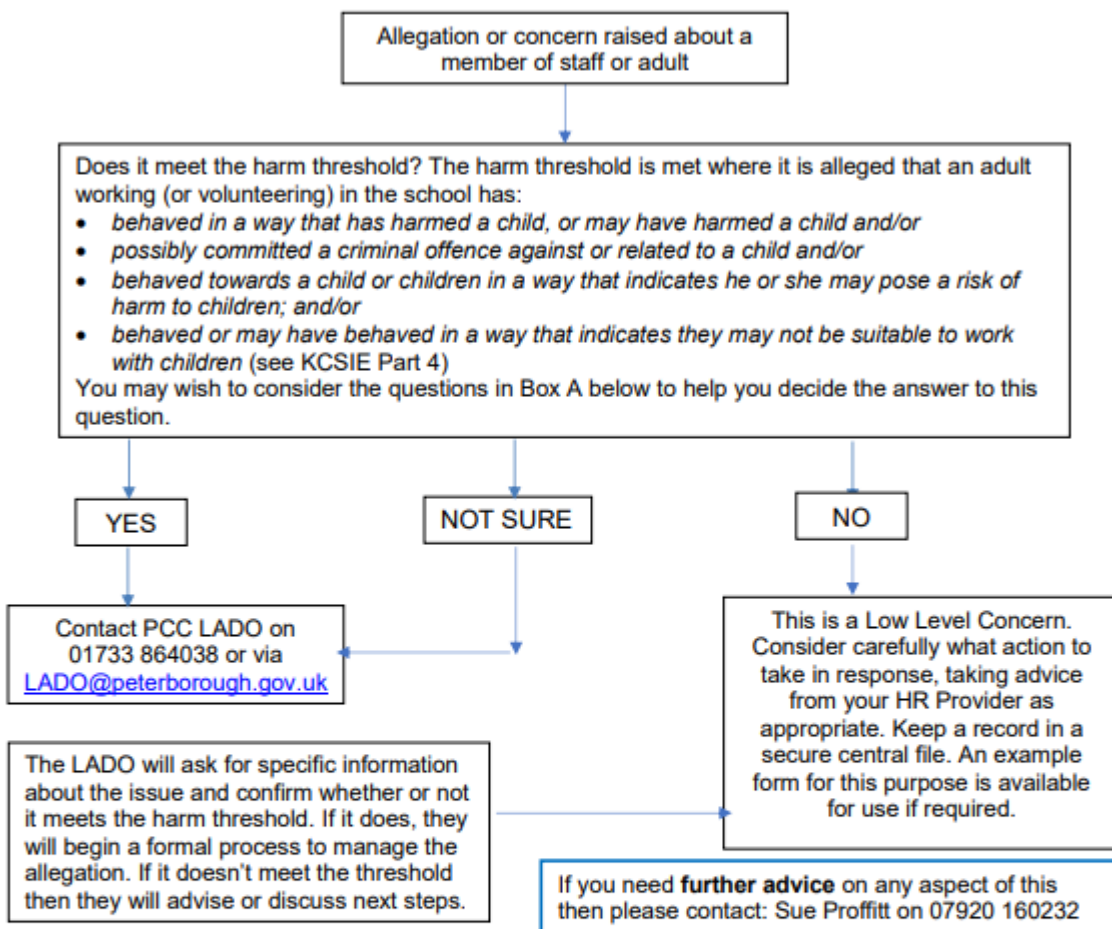 Allegation or concern raised about a
member of staff or adult
Does it meet the harm threshold? The harm threshold is met where it is alleged that an adult
working (or volunteering) in the school has:
• behaved in a way that has harmed a child, or may have harmed a child and/or
• possibly committed a criminal offence against or related to a child and/or
• behaved towards a child or children in a way that indicates he or she may pose a risk of
harm to children; and/or
• behaved or may have behaved in a way that indicates they may not be suitable to work
with children (see KCSIE Part 4)
You may wish to consider the questions in Box A below to help you decide the answer to this
question.
YES
NOT SURE
NO
Contact PCC LADO on
01733 864038 or via
LADO@peterborough.gov.uk
This is a Low Level Concern.
Consider carefully what action to
take in response, taking advice
from your HR Provider as
appropriate. Keep a record in a
secure central file. An example
form for this purpose is available
for use if required.
The LADO will ask for specific information
about the issue and confirm whether or not
it meets the harm threshold. If it does, they
will begin a formal process to manage the
allegation. If it doesn't meet the threshold
then they will advise or discuss next steps.
If you need further advice on any aspect of this
then please contact: Sue Proffitt on 07920 160232